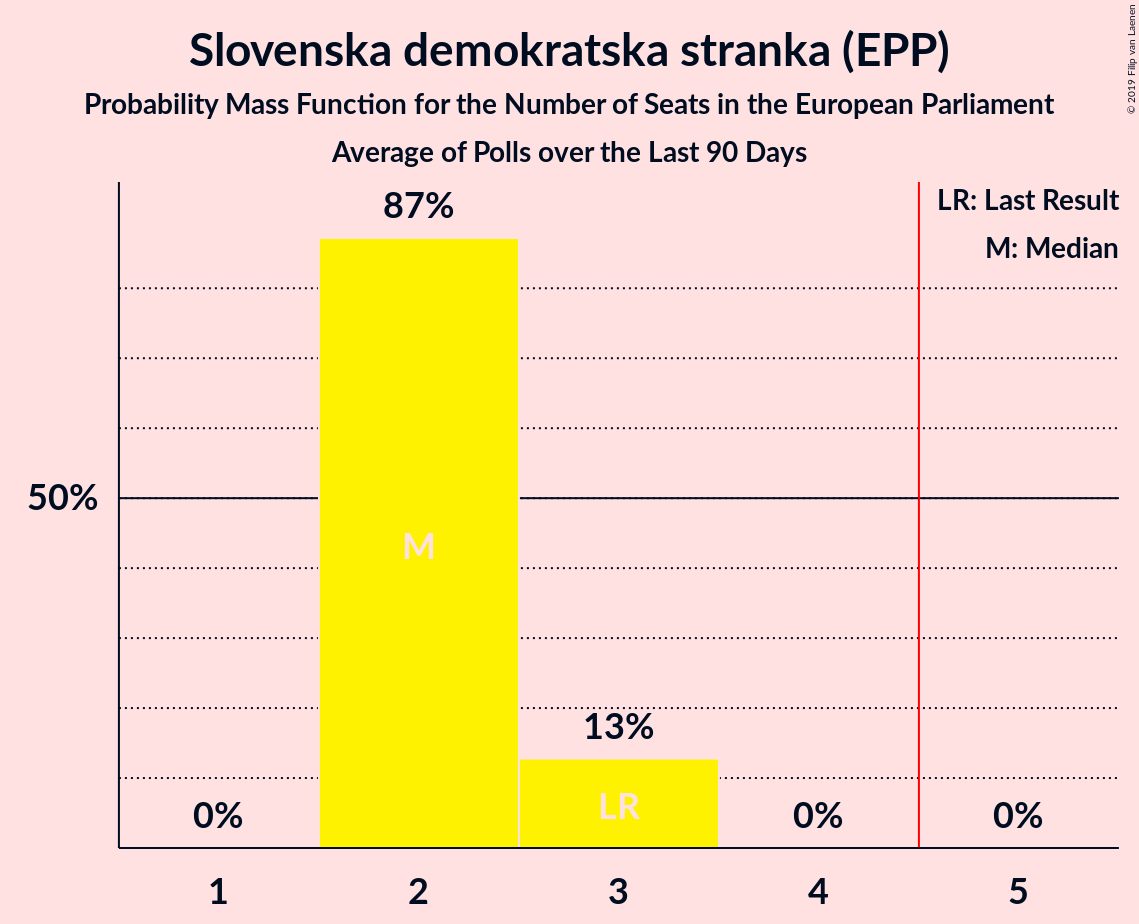 Slovenska demokratska stranka (EPP)
Probability Mass Function for the Number of Seats in the European Parliament
Average of Polls over the Last 90 Days
© 2019 Filip van Laenen
LR: Last Result
M: Median
87%
50%
M
13%
LR
0%
0%
0%
1
2
3
4
5